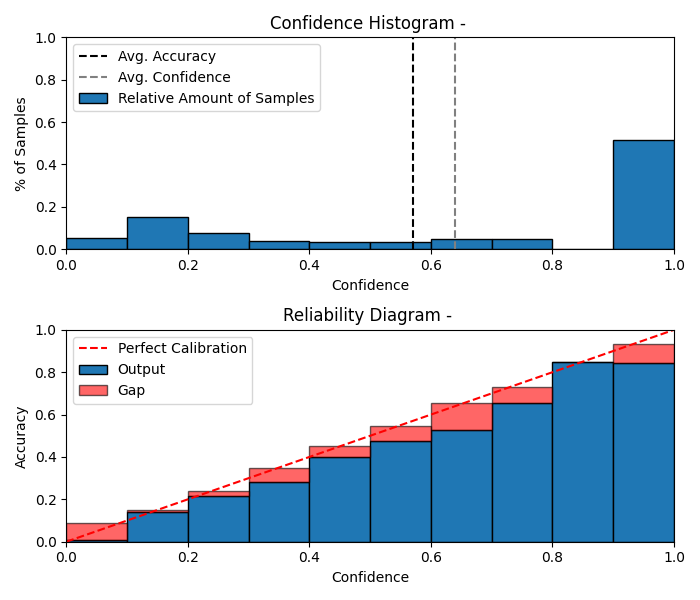 Confidence Histogram -
1.0
0.8
0.6
0.4
0.2
0.0
% of Samples
Avg. Accuracy
Avg. Confidence
Relative Amount of Samples
0.0 0.2 0.4 0.6 0.8 1.0
Confidence
Reliability Diagram -
1.0
0.8
0.6
0.4
0.2
0.0
Accuracy
Perfect Calibration
Output
Gap
0.0 0.2 0.4 0.6 0.8 1.0
Confidence